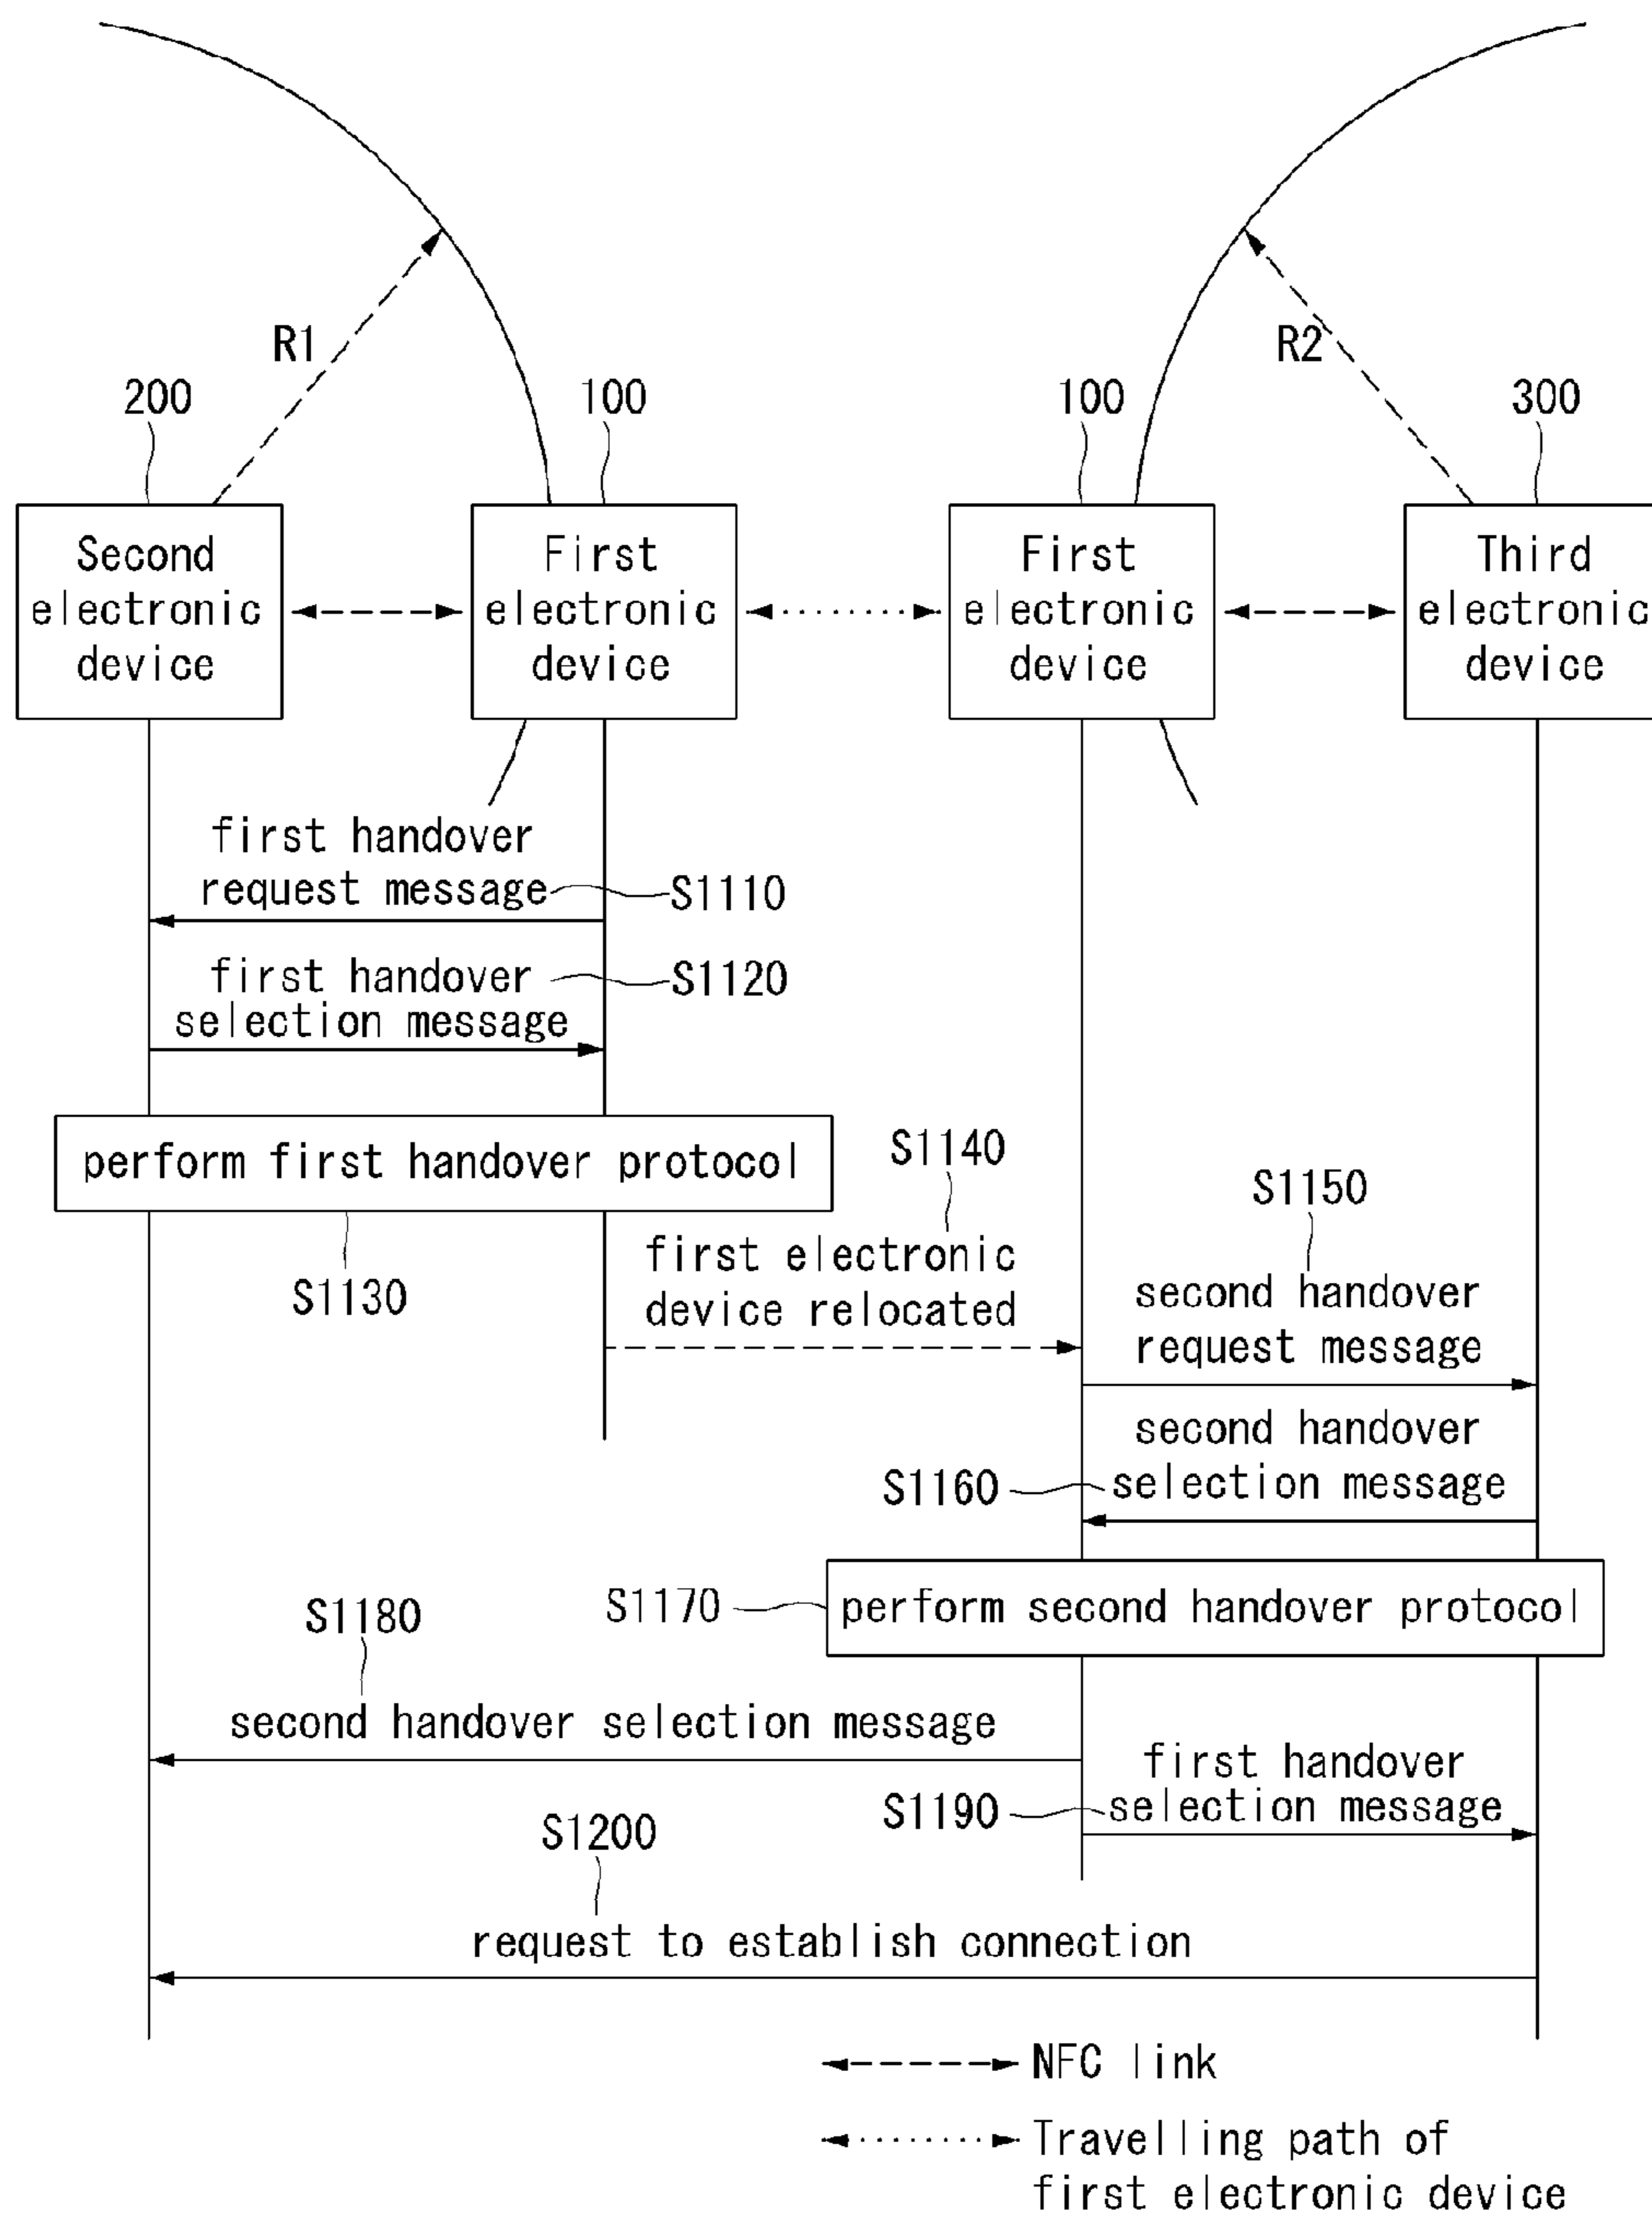 R1
R2
200
100
100
300
Second
electronic
device
First
electronic
device
First
electronic
device
Third
electronic
device
first handover
request message
S1110
first handover
selection message
S1120
perform first handover protocol
S1130
S1140
first electronic
device relocated
S1150
second handover
request message
second handover
selection message
S1160
S1170
perform second handover protocol
S1180
second handover selection message
first handover
selection message
S1190
S1200
request to establish connection
NFC link
Travelling path of
first electronic device